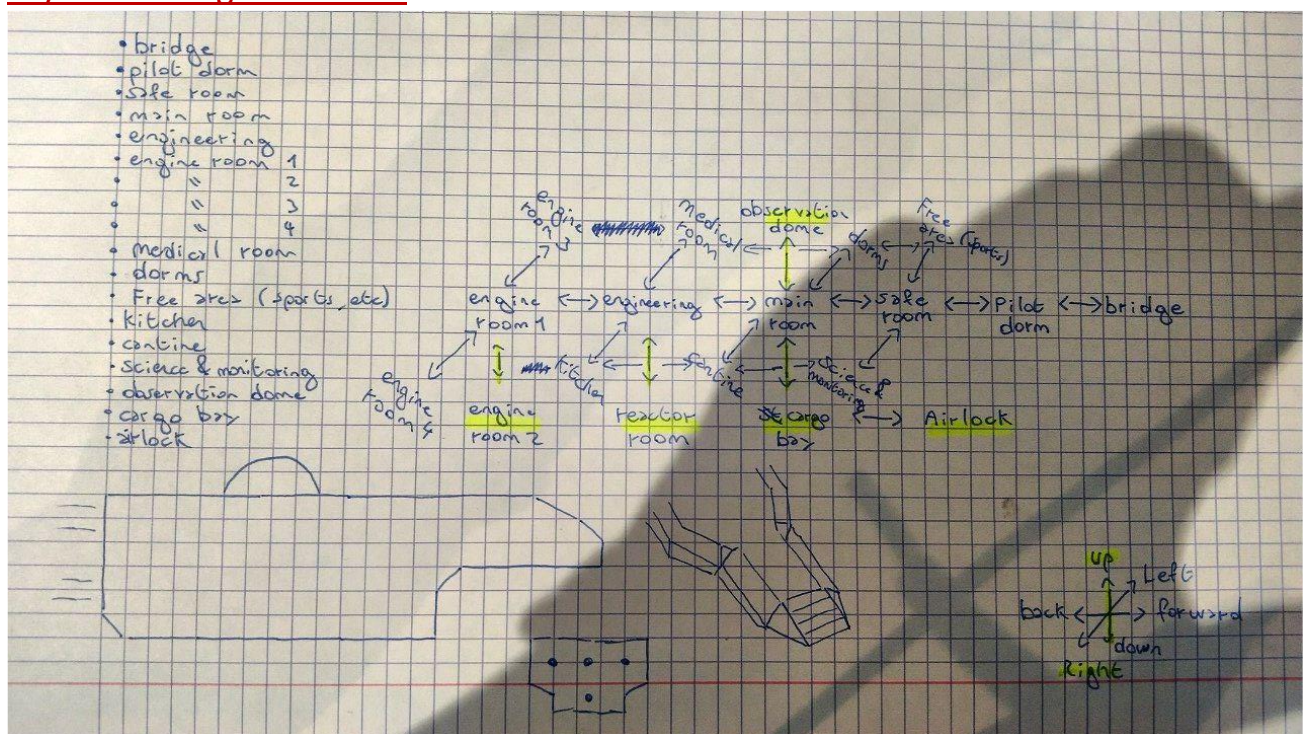 • bridge
• pilot dorm
• safe room
• main room
• engineering
• engine room 1
• " 2
• " 3
• " 4
• medical room
• dorms
• Free area (sports, etc)
• kitchen
• cantine
• science & monitoring
• observation dome
• cargo bay
• airlock
engine
room 3
medical
room
observation
dome
dorms
Free
area (sports)
engine
room 1
engineering
main
room
safe
room
Pilot
dorm
bridge
engine
room 4
kitchen
cantine
Science &
monitoring
engine
room 2
reactor
room
cargo
bay
Airlock
up
Left
back
forward
down
Right